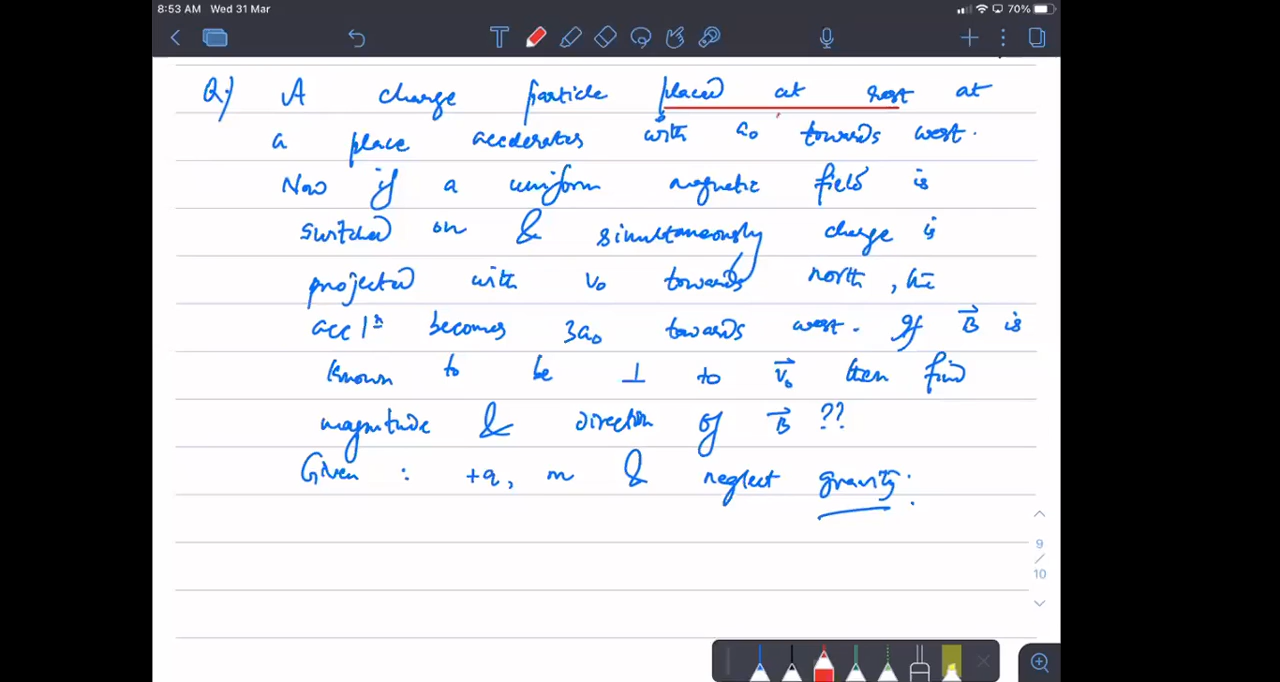 8:53 AM Wed 31 Mar 70%
T
Q.) A charge particle placed at rest at
a place accelerates with a₀ towards west.
Now if a uniform magnetic field is
switched on & simultaneously charge is
projected with v₀ towards north, the
accⁿ becomes 3a₀ towards west. If B⃗ is
known to be ⊥ to v⃗₀ then find
magnitude & direction of B⃗ ??
Given : +q, m & neglect gravity.
9
/
10